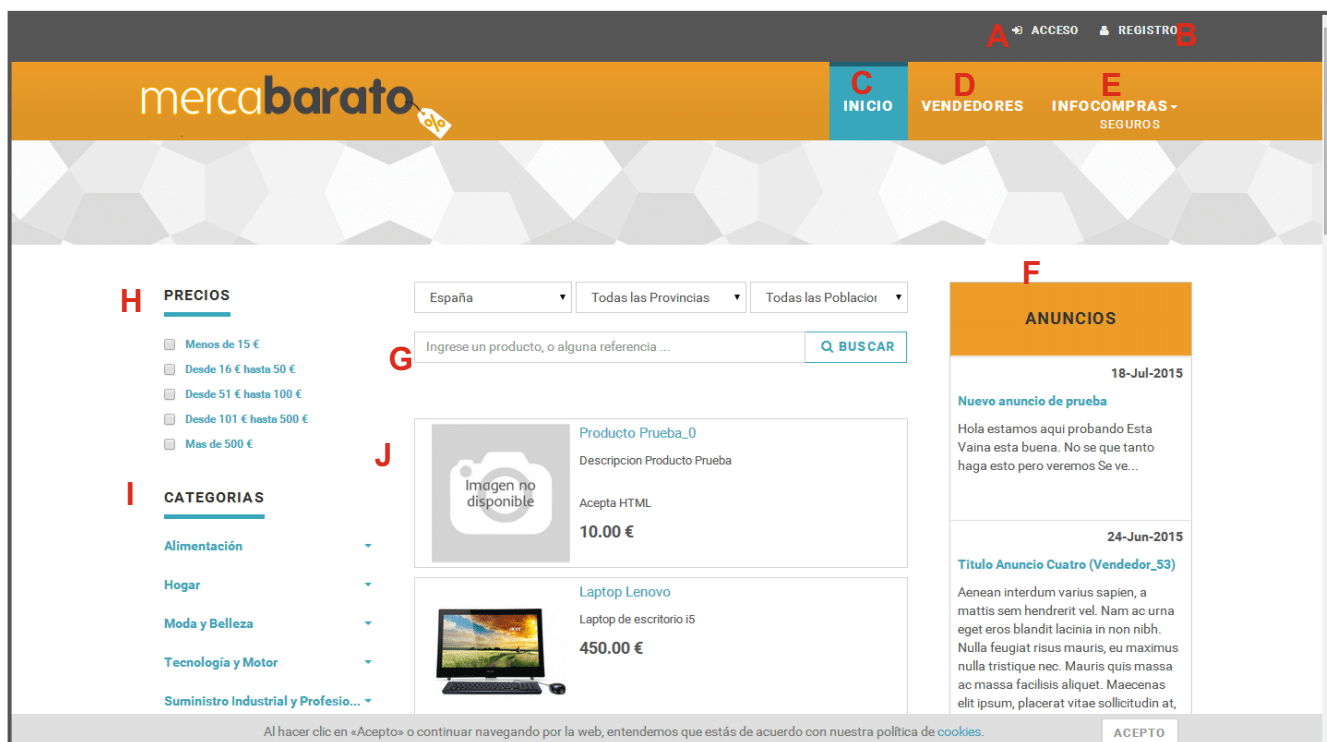 A ACCESO REGISTRO B
mercabarato
%
C
INICIO
D
VENDEDORES
E
INFOCOMPRAS
SEGUROS
H
PRECIOS
Menos de 15 €
Desde 16 € hasta 50 €
Desde 51 € hasta 100 €
Desde 101 € hasta 500 €
Mas de 500 €
I
CATEGORIAS
Alimentación
Hogar
Moda y Belleza
Tecnología y Motor
Suministro Industrial y Profesio...
España Todas las Provincias Todas las Poblacior
G
Ingrese un producto, o alguna referencia ... BUSCAR
J
Imagen no
disponible
Producto Prueba_0
Descripcion Producto Prueba
Acepta HTML
10.00 €
Laptop Lenovo
Laptop de escritorio i5
450.00 €
F
ANUNCIOS
18-Jul-2015
Nuevo anuncio de prueba
Hola estamos aqui probando Esta
Vaina esta buena. No se que tanto
haga esto pero veremos Se ve...
24-Jun-2015
Titulo Anuncio Cuatro (Vendedor_53)
Aenean interdum varius sapien, a
mattis sem hendrerit vel. Nam ac urna
eget eros blandit lacinia in non nibh.
Nulla feugiat risus mauris, eu maximus
nulla tristique nec. Mauris quis massa
ac massa facilisis aliquet. Maecenas
elit ipsum, placerat vitae sollicitudin at,
Al hacer clic en «Acepto» o continuar navegando por la web, entendemos que estás de acuerdo con nuestra política de cookies. ACEPTO